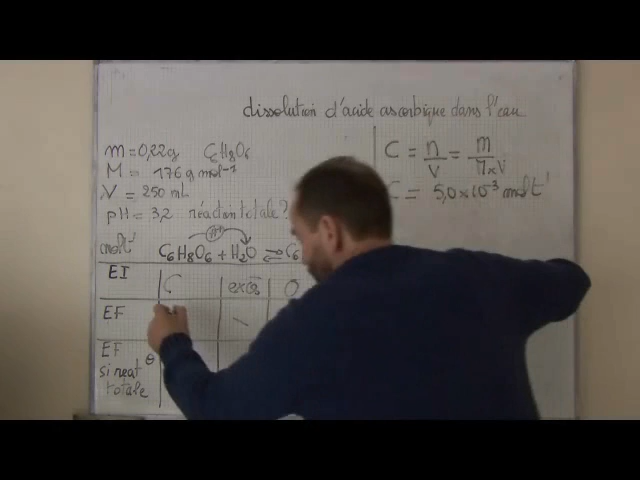 dissolution d'acide ascorbique dans l'eau
m = 0,22g C6H8O6
M = 176 g mol-1
V = 250 mL
pH = 3,2 réaction totale?
C = n/V = m/M×V
C = 5,0×10-3 mol L-1
mol L-1 C6H8O6 + H2O ⇌ C6
H+
EI C excès 0
EF
EF
si réact°
totale